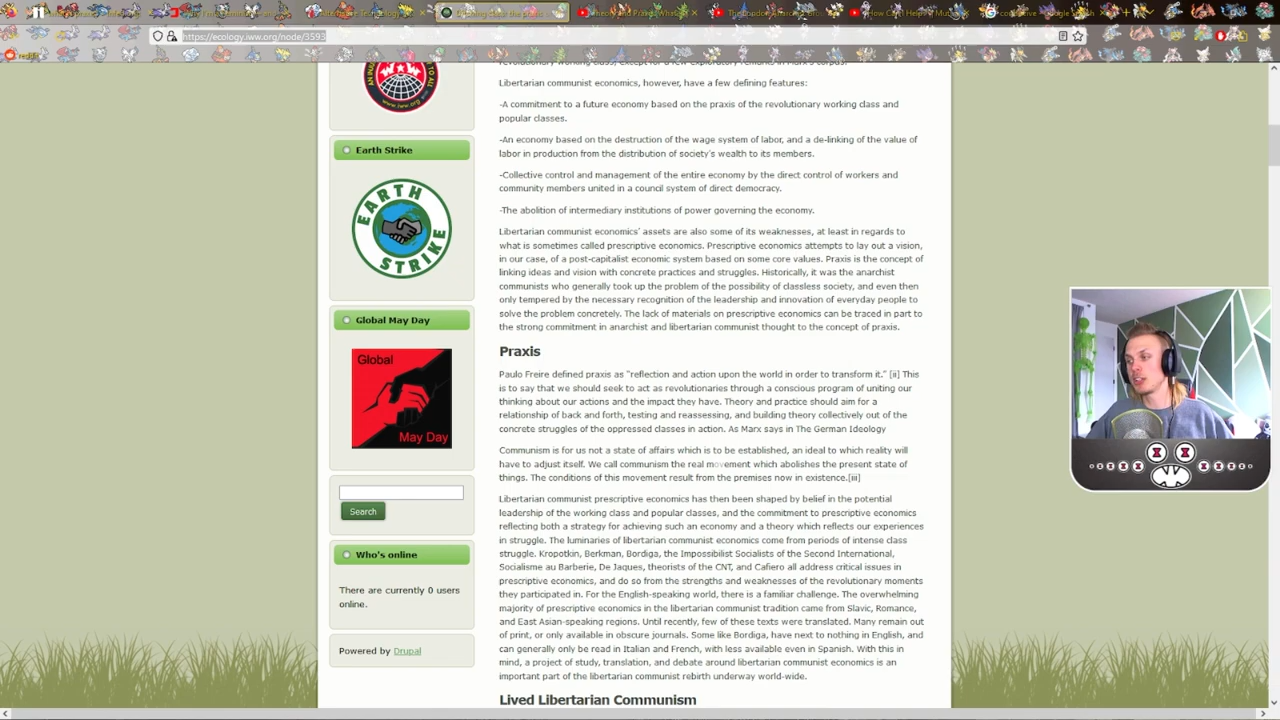 https://ecology.iww.org/node/3593
reddit
www.iww.org
revolutionary working class, except for a few exploratory remarks in Marx's corpus.
Libertarian communist economics, however, have a few defining features:
-A commitment to a future economy based on the praxis of the revolutionary working class and
popular classes.
-An economy based on the destruction of the wage system of labor, and a de-linking of the value of
labor in production from the distribution of society's wealth to its members.
-Collective control and management of the entire economy by the direct control of workers and
community members united in a council system of direct democracy.
-The abolition of intermediary institutions of power governing the economy.
Libertarian communist economics' assets are also some of its weaknesses, at least in regards to
what is sometimes called prescriptive economics. Prescriptive economics attempts to lay out a vision,
in our case, of a post-capitalist economic system based on some core values. Praxis is the concept of
linking ideas and vision with concrete practices and struggles. Historically, it was the anarchist
communists who generally took up the problem of the possibility of classless society, and even then
only tempered by the necessary recognition of the leadership and innovation of everyday people to
solve the problem concretely. The lack of materials on prescriptive economics can be traced in part to
the strong commitment in anarchist and libertarian communist thought to the concept of praxis.
Praxis
Paulo Freire defined praxis as "reflection and action upon the world in order to transform it." [ii] This
is to say that we should seek to act as revolutionaries through a conscious program of uniting our
thinking about our actions and the impact they have. Theory and practice should aim for a
relationship of back and forth, testing and reassessing, and building theory collectively out of the
concrete struggles of the oppressed classes in action. As Marx says in The German Ideology
Communism is for us not a state of affairs which is to be established, an ideal to which reality will
have to adjust itself. We call communism the real movement which abolishes the present state of
things. The conditions of this movement result from the premises now in existence.[iii]
Libertarian communist prescriptive economics has then been shaped by belief in the potential
leadership of the working class and popular classes, and the commitment to prescriptive economics
reflecting both a strategy for achieving such an economy and a theory which reflects our experiences
in struggle. The luminaries of libertarian communist economics come from periods of intense class
struggle. Kropotkin, Berkman, Bordiga, the Impossibilist Socialists of the Second International,
Socialisme au Barberie, De Jaques, theorists of the CNT, and Cafiero all address critical issues in
prescriptive economics, and do so from the strengths and weaknesses of the revolutionary moments
they participated in. For the English-speaking world, there is a familiar challenge. The overwhelming
majority of prescriptive economics in the libertarian communist tradition came from Slavic, Romance,
and East Asian-speaking regions. Until recently, few of these texts were translated. Many remain out
of print, or only available in obscure journals. Some like Bordiga, have next to nothing in English, and
can generally only be read in Italian and French, with less available even in Spanish. With this in
mind, a project of study, translation, and debate around libertarian communist economics is an
important part of the libertarian communist rebirth underway world-wide.
Lived Libertarian Communism
Earth Strike
EARTH
STRIKE
Global May Day
Global
May Day
Search
Who's online
There are currently 0 users
online.
Powered by Drupal